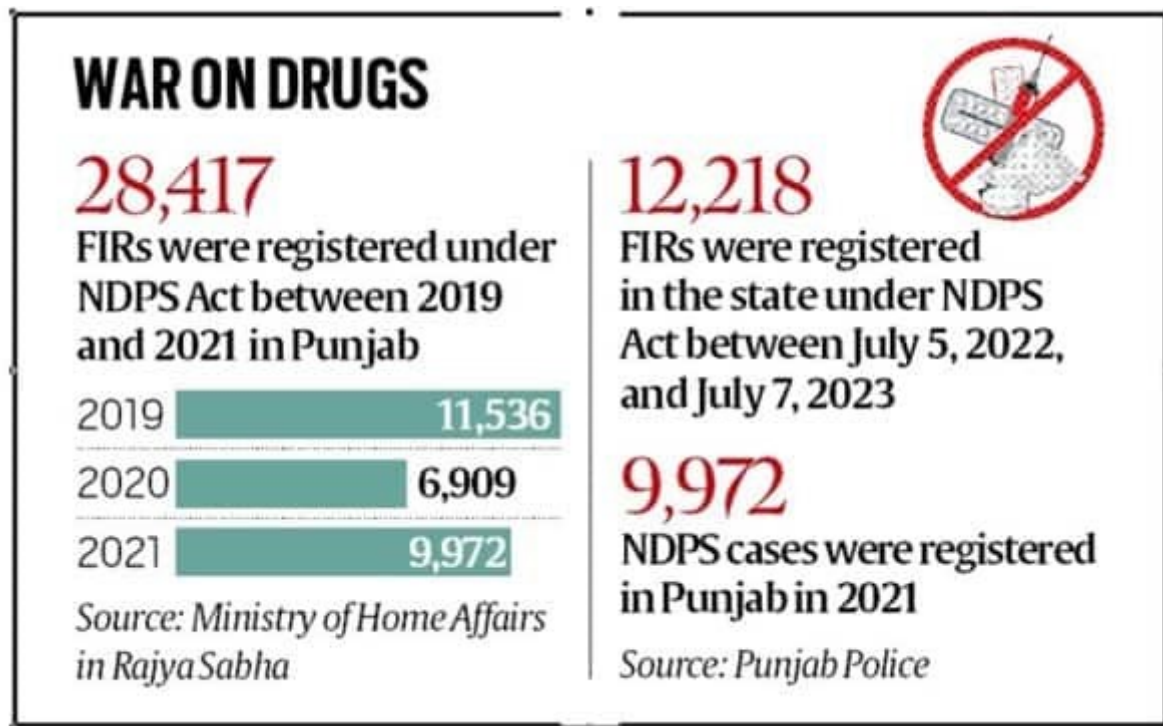 WAR ON DRUGS
28,417
FIRs were registered under
NDPS Act between 2019
and 2021 in Punjab
2019 11,536
2020 6,909
2021 9,972
Source: Ministry of Home Affairs
in Rajya Sabha
12,218
FIRs were registered
in the state under NDPS
Act between July 5, 2022,
and July 7, 2023
9,972
NDPS cases were registered
in Punjab in 2021
Source: Punjab Police